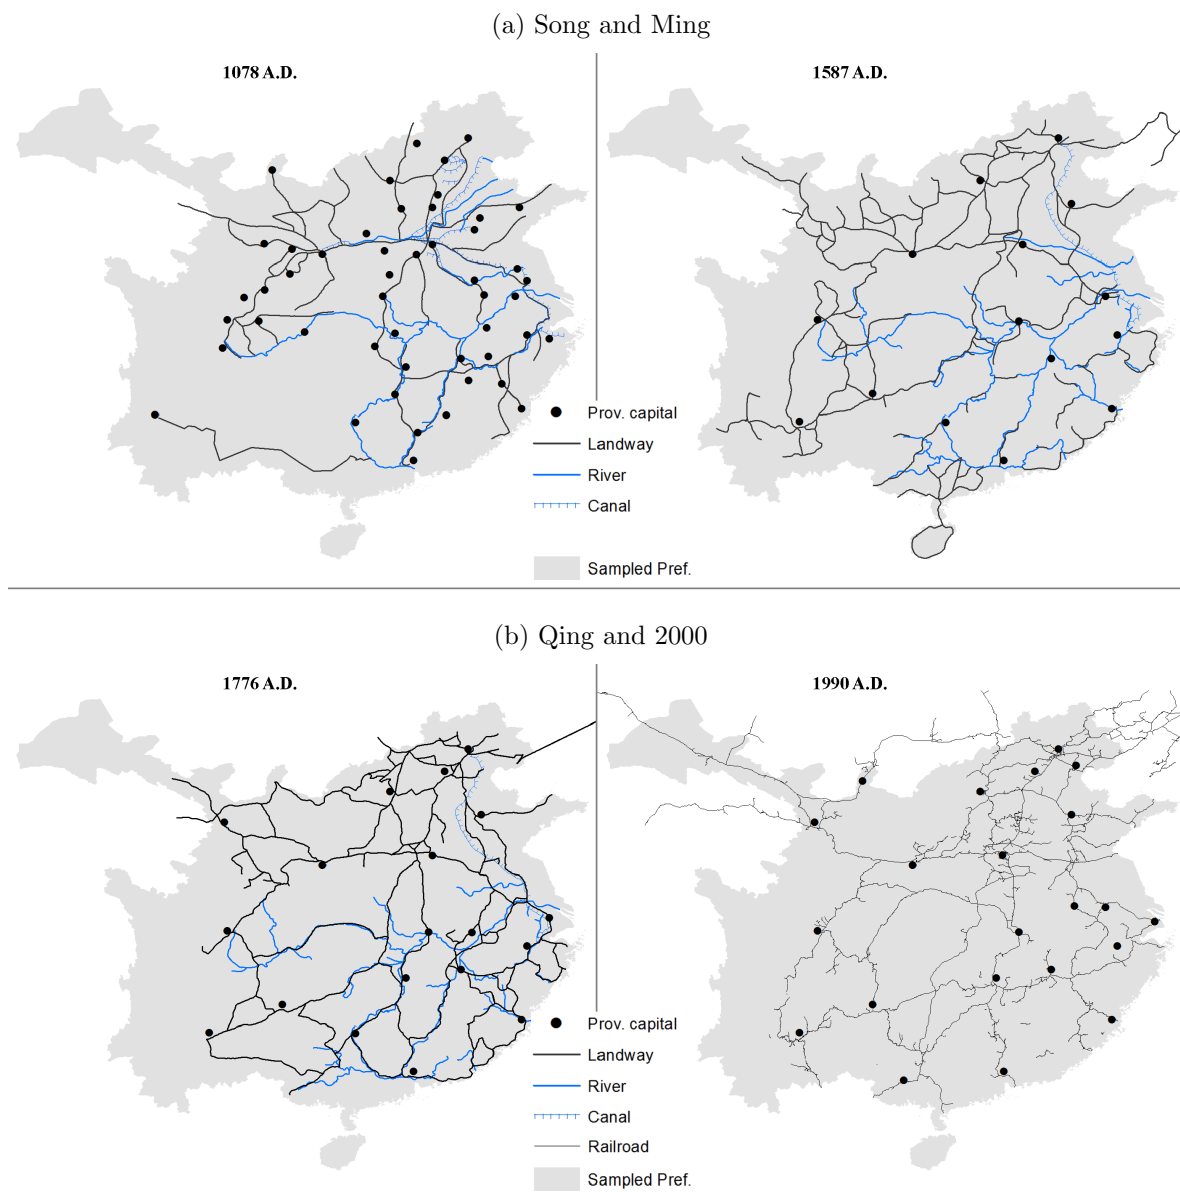 (a) Song and Ming
1078 A.D.
1587 A.D.
Prov. capital
Landway
River
Canal
Sampled Pref.
(b) Qing and 2000
1776 A.D.
1990 A.D.
Prov. capital
Landway
River
Canal
Railroad
Sampled Pref.